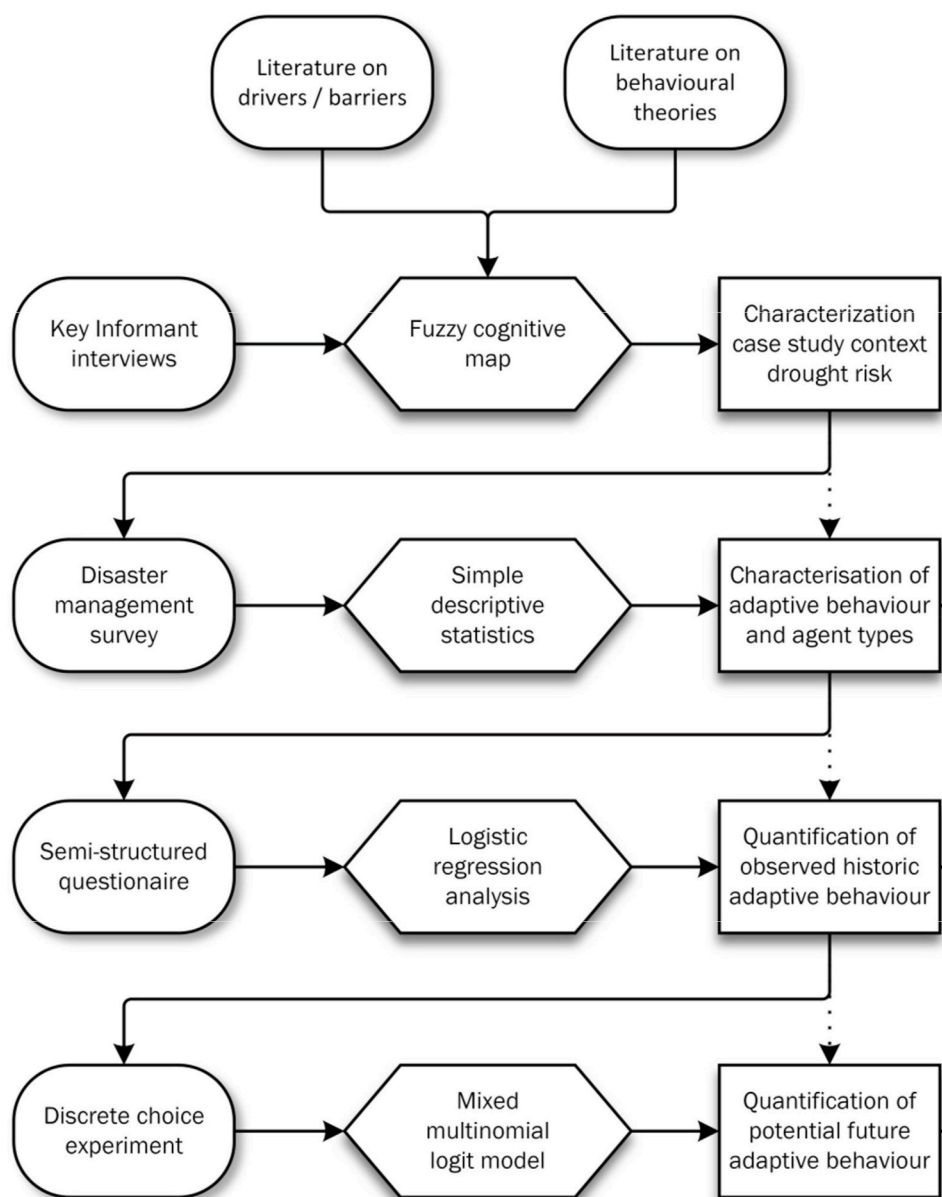 Literature on
drivers / barriers
Literature on
behavioural
theories
Key Informant
interviews
Fuzzy cognitive
map
Characterization
case study context
drought risk
Disaster
management
survey
Simple
descriptive
statistics
Characterisation of
adaptive behaviour
and agent types
Semi-structured
questionaire
Logistic
regression
analysis
Quantification of
observed historic
adaptive behaviour
Discrete choice
experiment
Mixed
multinomial
logit model
Quantification of
potential future
adaptive behaviour